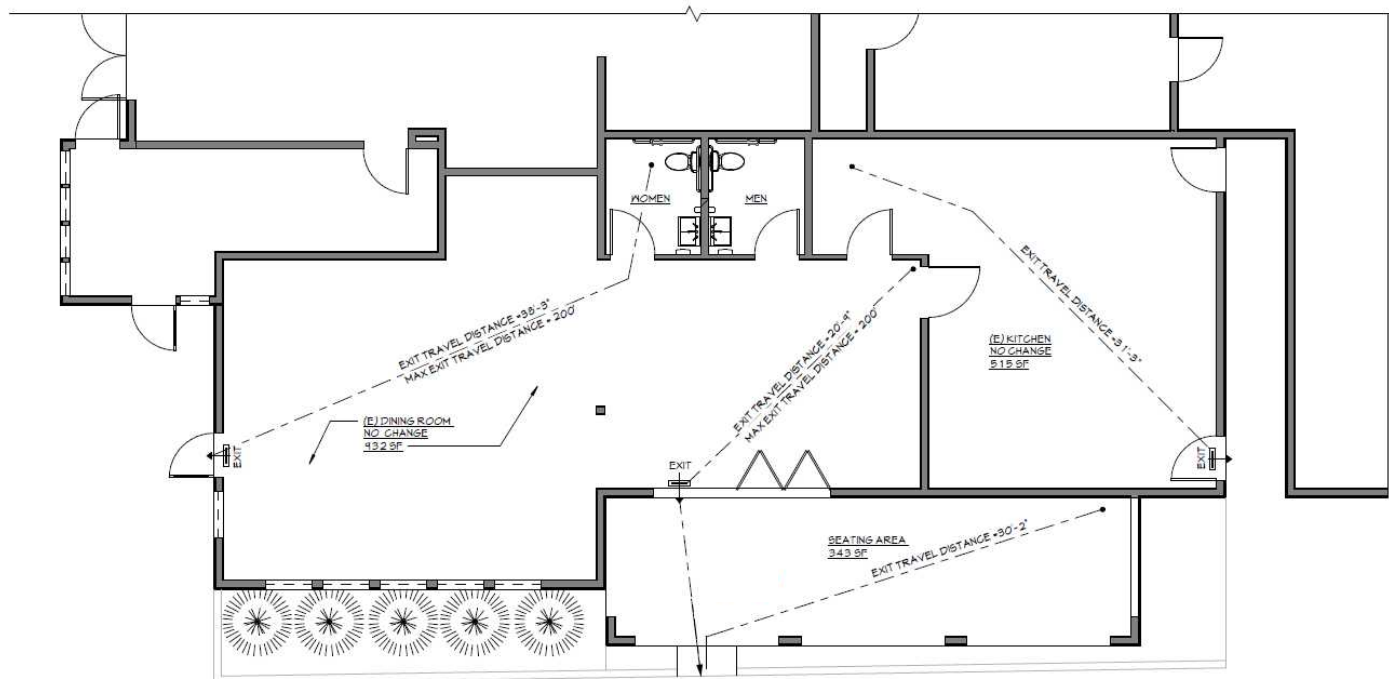 WOMEN
MEN
EXIT TRAVEL DISTANCE =38'-3"
MAX EXIT TRAVEL DISTANCE = 200'
EXIT TRAVEL DISTANCE =20'-4"
MAX EXIT TRAVEL DISTANCE = 200'
EXIT TRAVEL DISTANCE =31'-3"
(E) KITCHEN
NO CHANGE
515 SF
(E) DINING ROOM
NO CHANGE
932 SF
EXIT
EXIT
EXIT
SEATING AREA
343 SF
EXIT TRAVEL DISTANCE =30'-2"